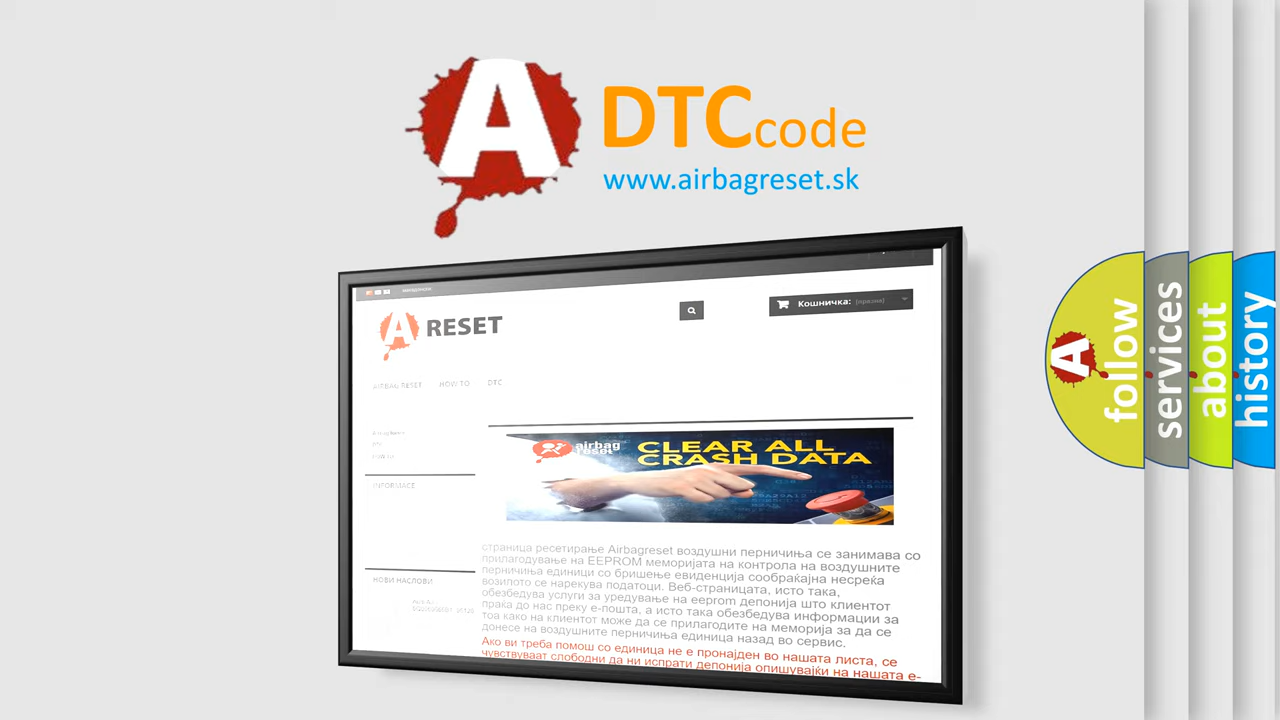 A
DTCcode
www.airbagreset.sk
A RESET
Кошничка: (празна)
AIRBAG RESET HOW TO DTC
INFORMACE
airbag
reset
CLEAR ALL
CRASH DATA
НОВИ НАСЛОВИ
страница ресетирање Airbagreset воздушни перничиња се занимава со
прилагодување на EEPROM меморијата на контрола на воздушните
перничиња единици со бришење евиденција сообраќајна несреќа
возилото се нарекува податоци. Веб-страницата, исто така,
обезбедува услуги за уредување на eeprom депонија што клиентот
праќа до нас преку е-пошта, а исто така обезбедува информации за
тоа како на клиентот може да се прилагодите на меморија за да се
донесе на воздушните перничиња единица назад во сервис.
Ако ви треба помош со единица не е пронајден во нашата листа, се
чувствуваат слободни да ни испрати депонија опишувајќи на нашата е-
A
follow
services
about
history